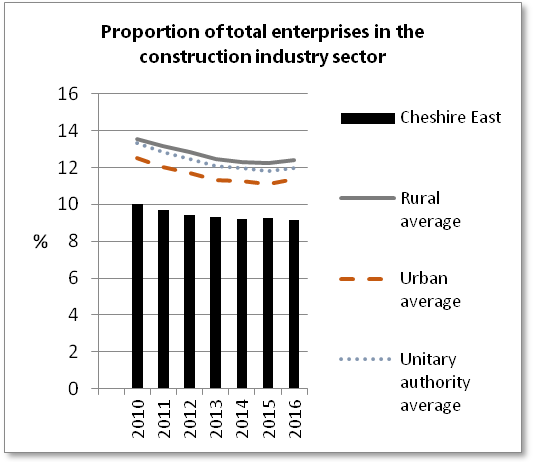 Proportion of total enterprises in the
construction industry sector
16
14
12
10
8
6
4
2
0
%
2010
2011
2012
2013
2014
2015
2016
Cheshire East
Rural
average
Urban
average
Unitary
authority
average